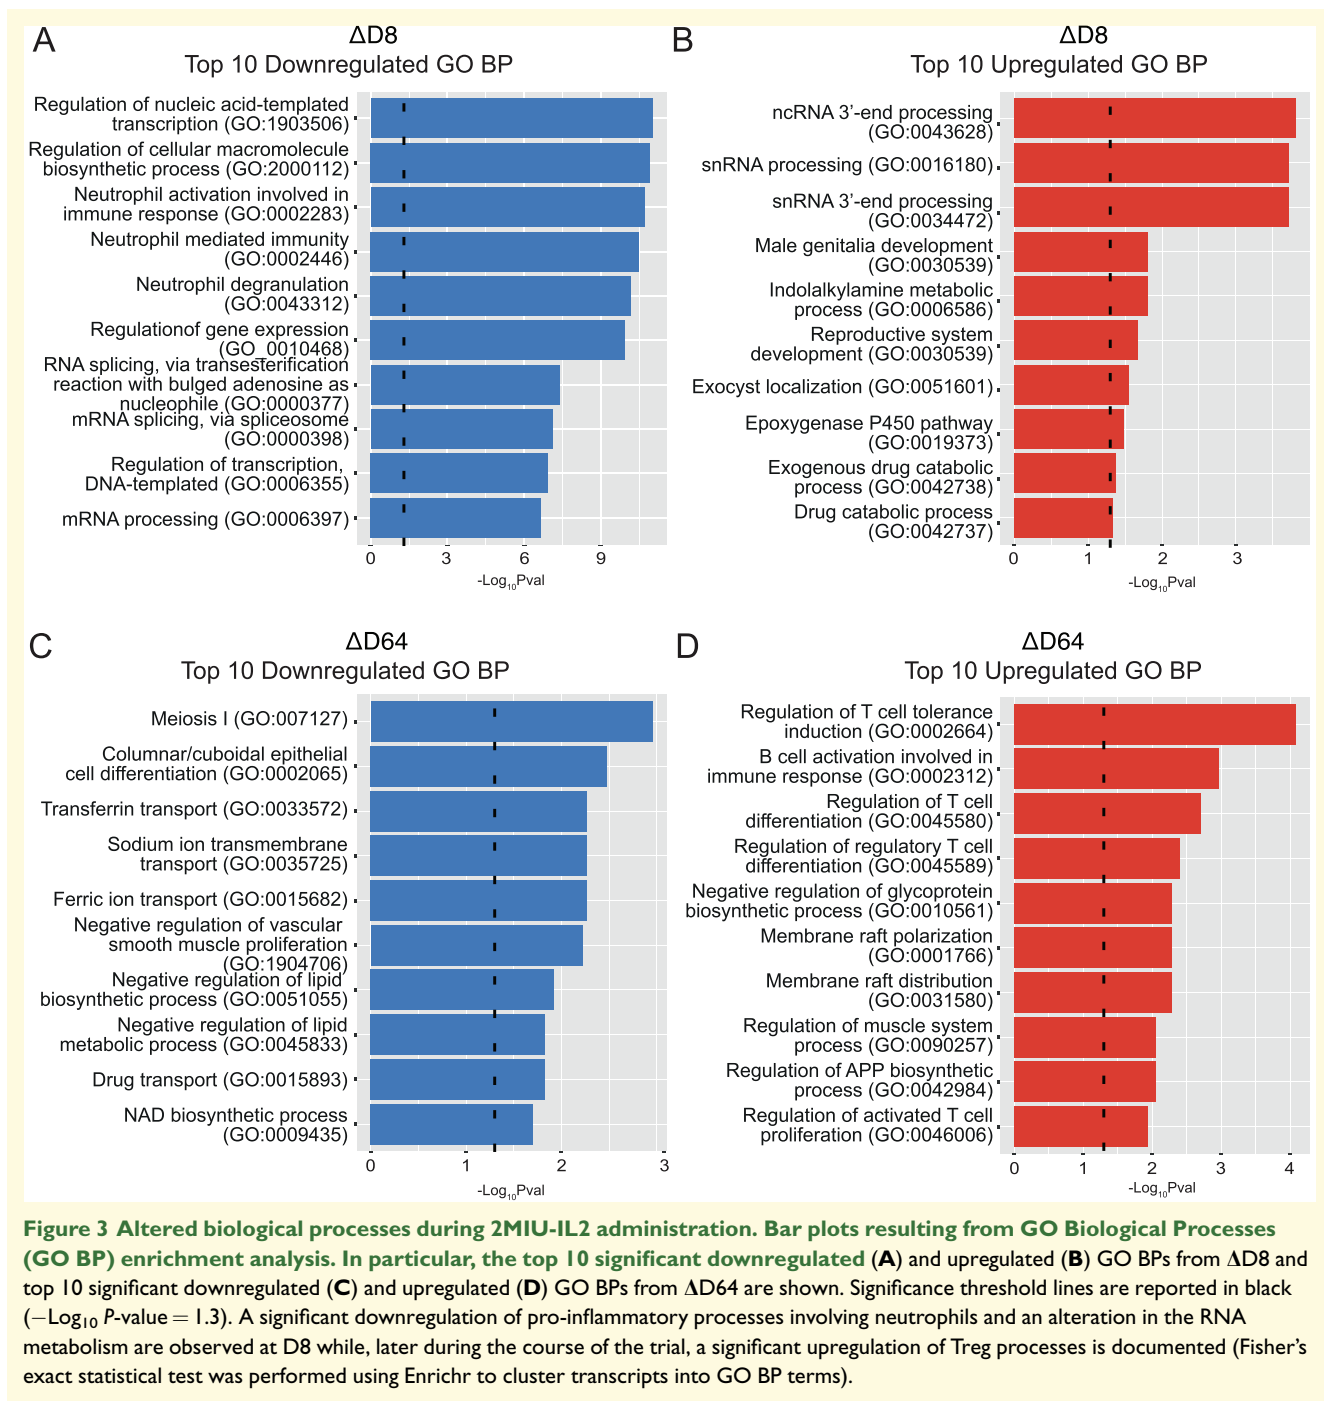 A
ΔD8
Top 10 Downregulated GO BP
Regulation of nucleic acid-templated
transcription (GO:1903506)
Regulation of cellular macromolecule
biosynthetic process (GO:2000112)
Neutrophil activation involved in
immune response (GO:0002283)
Neutrophil mediated immunity
(GO:0002446)
Neutrophil degranulation
(GO:0043312)
Regulationof gene expression
(GO_0010468)
RNA splicing, via transesterification
reaction with bulged adenosine as
nucleophile (GO:0000377)
mRNA splicing, via spliceosome
(GO:0000398)
Regulation of transcription,
DNA-templated (GO:0006355)
mRNA processing (GO:0006397)
0 3 6 9
-Log10Pval
B
ΔD8
Top 10 Upregulated GO BP
ncRNA 3’-end processing
(GO:0043628)
snRNA processing (GO:0016180)
snRNA 3’-end processing
(GO:0034472)
Male genitalia development
(GO:0030539)
Indolalkylamine metabolic
process (GO:0006586)
Reproductive system
development (GO:0030539)
Exocyst localization (GO:0051601)
Epoxygenase P450 pathway
(GO:0019373)
Exogenous drug catabolic
process (GO:0042738)
Drug catabolic process
(GO:0042737)
0 1 2 3
-Log10Pval
C
ΔD64
Top 10 Downregulated GO BP
Meiosis I (GO:007127)
Columnar/cuboidal epithelial
cell differentiation (GO:0002065)
Transferrin transport (GO:0033572)
Sodium ion transmembrane
transport (GO:0035725)
Ferric ion transport (GO:0015682)
Negative regulation of vascular
smooth muscle proliferation
(GO:1904706)
Negative regulation of lipid
biosynthetic process (GO:0051055)
Negative regulation of lipid
metabolic process (GO:0045833)
Drug transport (GO:0015893)
NAD biosynthetic process
(GO:0009435)
0 1 2 3
-Log10Pval
D
ΔD64
Top 10 Upregulated GO BP
Regulation of T cell tolerance
induction (GO:0002664)
B cell activation involved in
immune response (GO:0002312)
Regulation of T cell
differentiation (GO:0045580)
Regulation of regulatory T cell
differentiation (GO:0045589)
Negative regulation of glycoprotein
biosynthetic process (GO:0010561)
Membrane raft polarization
(GO:0001766)
Membrane raft distribution
(GO:0031580)
Regulation of muscle system
process (GO:0090257)
Regulation of APP biosynthetic
process (GO:0042984)
Regulation of activated T cell
proliferation (GO:0046006)
0 1 2 3 4
-Log10Pval
Figure 3 Altered biological processes during 2MIU-IL2 administration. Bar plots resulting from GO Biological Processes
(GO BP) enrichment analysis. In particular, the top 10 significant downregulated (A) and upregulated (B) GO BPs from ΔD8 and
top 10 significant downregulated (C) and upregulated (D) GO BPs from ΔD64 are shown. Significance threshold lines are reported in black
(−Log10 P-value = 1.3). A significant downregulation of pro-inflammatory processes involving neutrophils and an alteration in the RNA
metabolism are observed at D8 while, later during the course of the trial, a significant upregulation of Treg processes is documented (Fisher’s
exact statistical test was performed using Enrichr to cluster transcripts into GO BP terms).